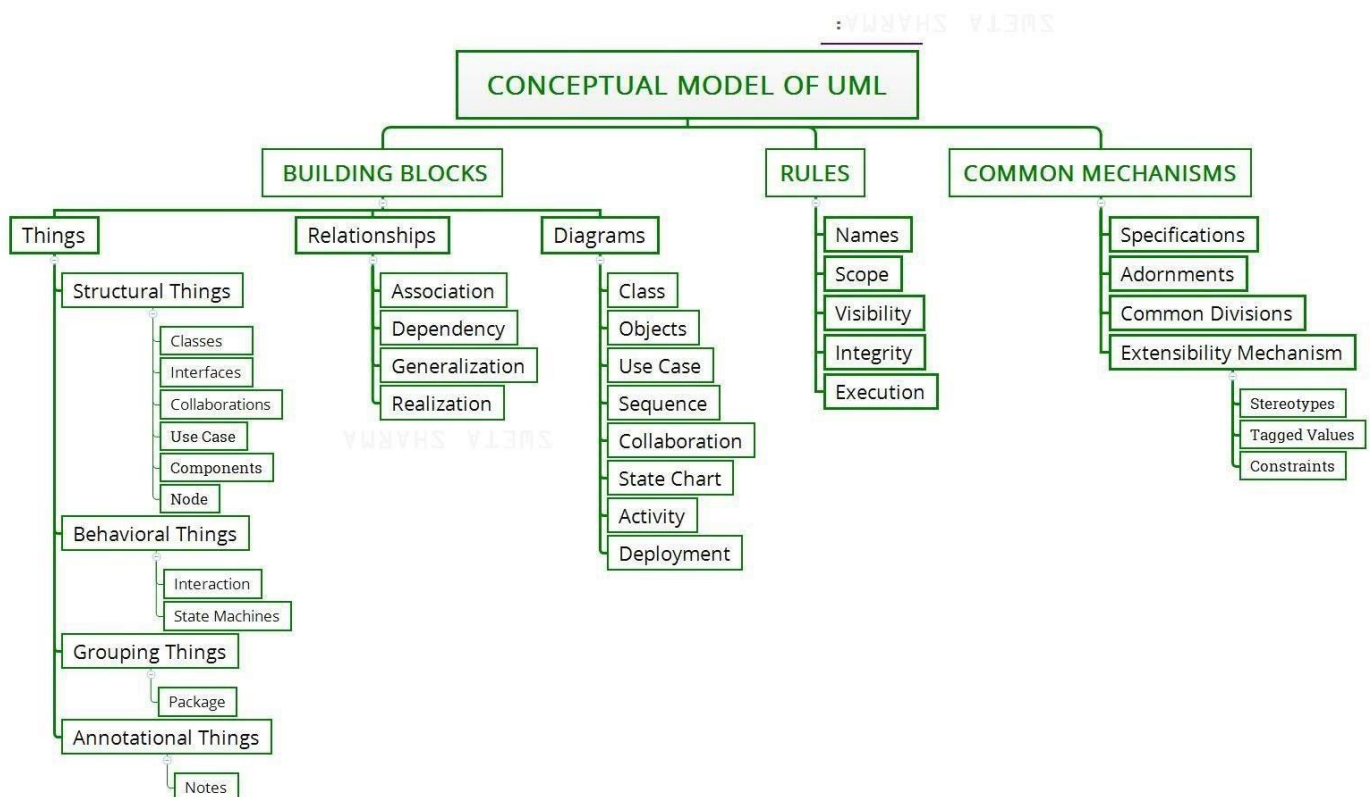 CONCEPTUAL MODEL OF UML
BUILDING BLOCKS
RULES
COMMON MECHANISMS
Things
Structural Things
Classes
Interfaces
Collaborations
Use Case
Components
Node
Behavioral Things
Interaction
State Machines
Grouping Things
Package
Annotational Things
Notes
Relationships
Association
Dependency
Generalization
Realization
Diagrams
Class
Objects
Use Case
Sequence
Collaboration
State Chart
Activity
Deployment
Names
Scope
Visibility
Integrity
Execution
Specifications
Adornments
Common Divisions
Extensibility Mechanism
Stereotypes
Tagged Values
Constraints